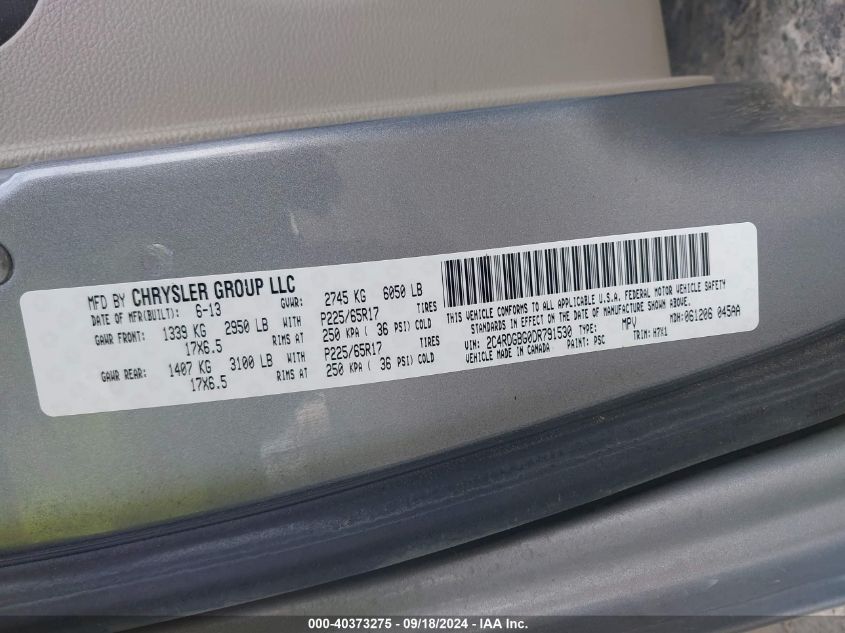 MFD BY CHRYSLER GROUP LLC
DATE OF MFR(BUILT): 6-13 GVWR: 2745 KG 6050 LB
GAWR FRONT: 1339 KG 2950 LB WITH P225/65R17 TIRES
17X6.5 RIMS AT 250 KPA ( 36 PSI) COLD
GAWR REAR: 1407 KG 3100 LB WITH P225/65R17 TIRES
17X6.5 RIMS AT 250 KPA ( 36 PSI) COLD
THIS VEHICLE CONFORMS TO ALL APPLICABLE U.S.A. FEDERAL MOTOR VEHICLE SAFETY
STANDARDS IN EFFECT ON THE DATE OF MANUFACTURE SHOWN ABOVE.
MDH: 061206 045AA
VIN: 2C4RDGBG0DR791530 TYPE: MPV
VEHICLE MADE IN CANADA PAINT: PSC TRIM: H7X1
000-40373275 - 09/18/2024 - IAA Inc.